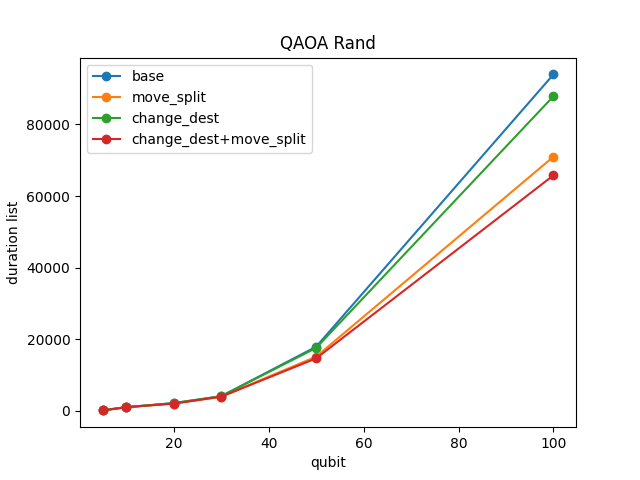 QAOA Rand
base
move_split
change_dest
change_dest+move_split
duration list
80000
60000
40000
20000
0
20 40 60 80 100
qubit